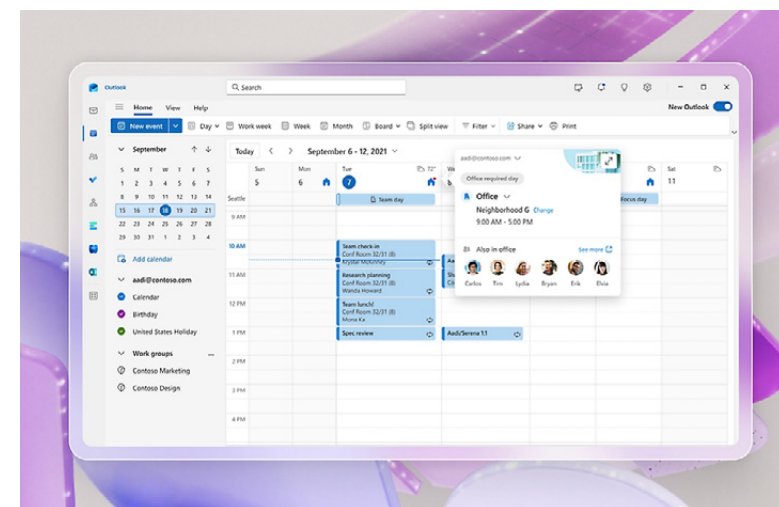 Outlook
Search
Home View Help
New Outlook
New event Day Work week Week Month Board Split view Filter Share Print
September
S M T W T F S
1 2 3 4 5 6 7
8 9 10 11 12 13 14
15 16 17 18 19 20 21
22 23 24 25 26 27 28
29 30 31 1 2 3 4
Add calendar
aadi@contoso.com
Calendar
Birthday
United States Holiday
Work groups
Contoso Marketing
Contoso Design
Today September 6 - 12, 2021
Sun Mon Tue 72° Sat
5 6 7 11
Seattle Team day
9 AM
10 AM
Team check-in
Conf Room 32/31 (8)
Krystal McKinney
11 AM
Research planning
Conf Room 32/31 (8)
Wanda Howard
12 PM
Team lunch!
Conf Room 32/31 (8)
Mona Ka
1 PM Spec review Aadi/Serena 1:1
2 PM
3 PM
4 PM
aadi@contoso.com
Office required day
Office
Neighborhood G Change
9:00 AM - 5:00 PM
Also in office See more
Carlos Tim Lydia Bryan Erik Elvia